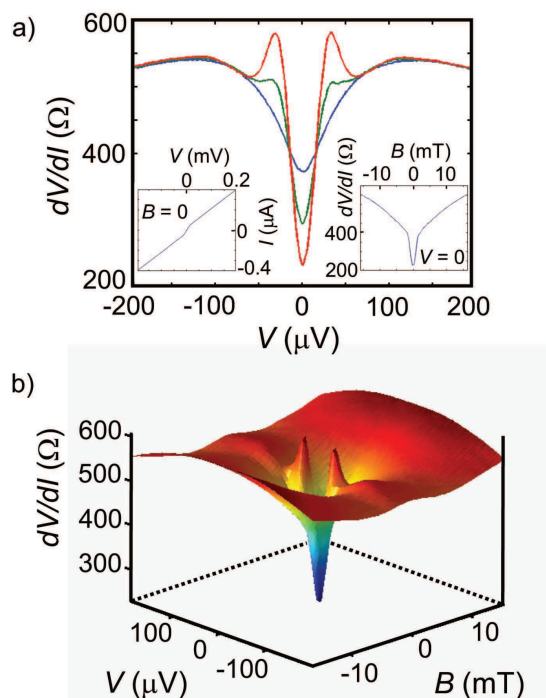 a)
600
400
200
dV/dI (Ω)
-200 -100 0 100 200
V (μV)
V (mV)
0 0.2
B = 0
I (μA)
0
-0.4
B (mT)
-10 0 10
dV/dI (Ω)
400
200
V = 0
b)
600
500
400
300
dV/dI (Ω)
100 0 -100
V (μV)
-10 0 10
B (mT)